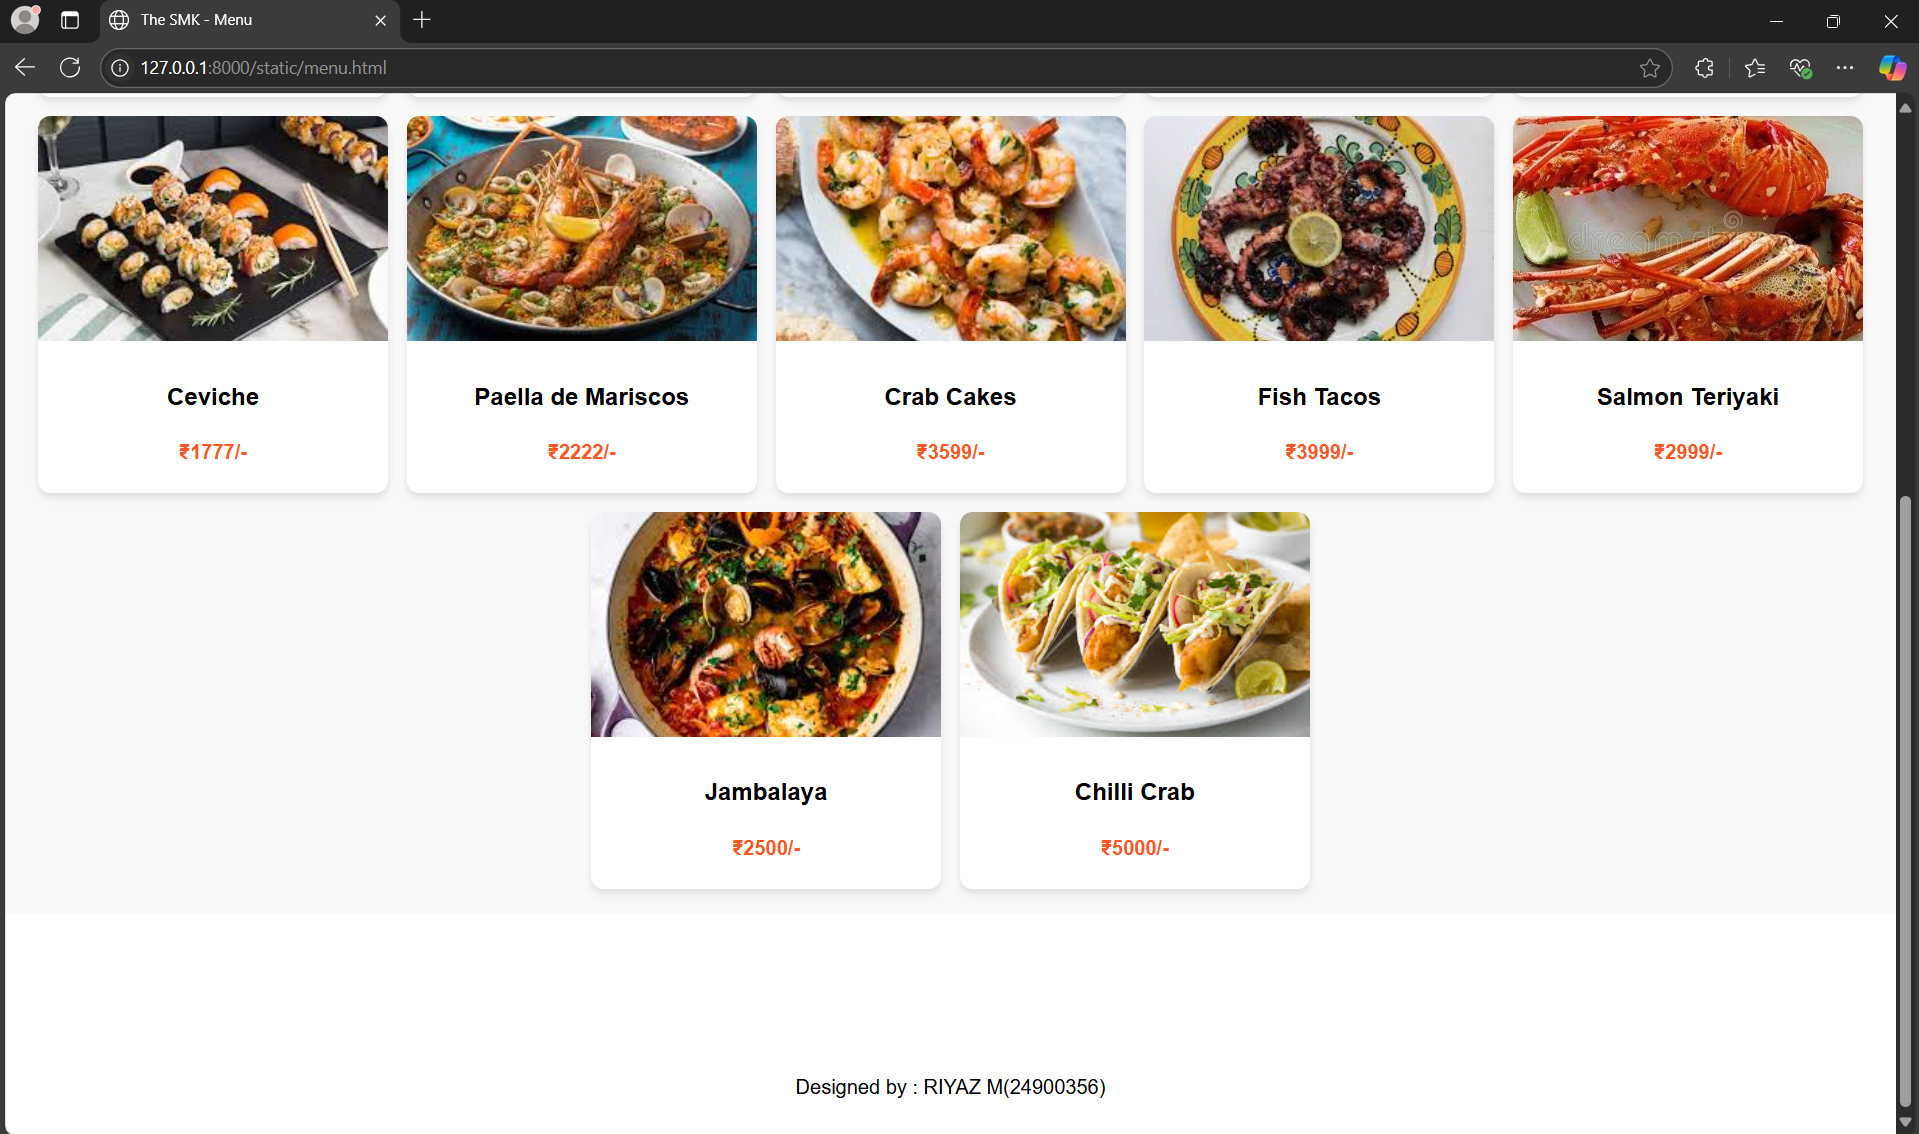 The SMK - Menu
127.0.0.1:8000/static/menu.html
Ceviche
₹1777/-
Paella de Mariscos
₹2222/-
Crab Cakes
₹3599/-
Fish Tacos
₹3999/-
dreamstime
Salmon Teriyaki
₹2999/-
Jambalaya
₹2500/-
Chilli Crab
₹5000/-
Designed by : RIYAZ M(24900356)